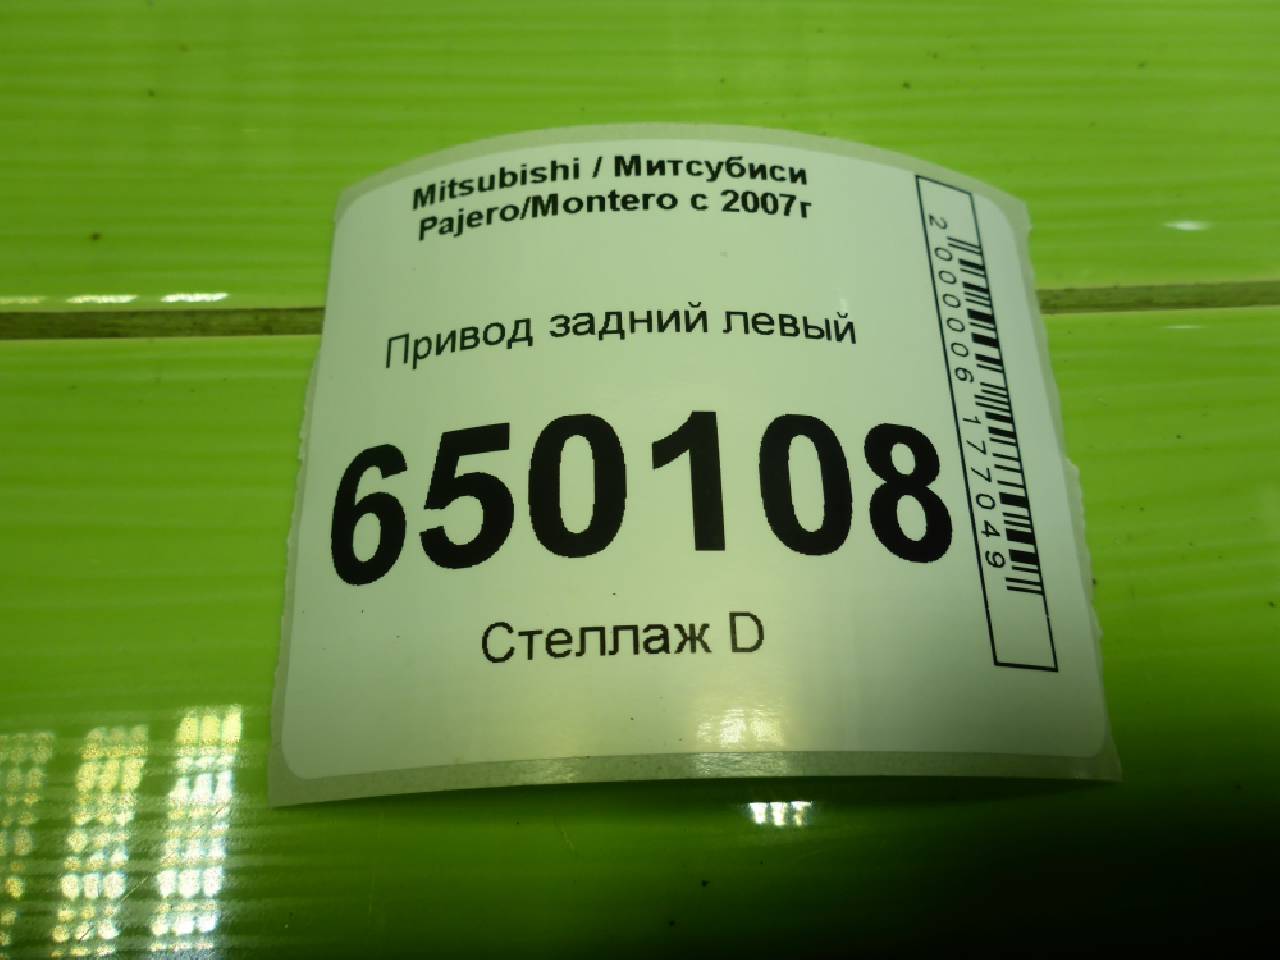 Mitsubishi / Митсубиси
Pajero/Montero с 2007г
Привод задний левый
650108
Стеллаж D
2000006177049